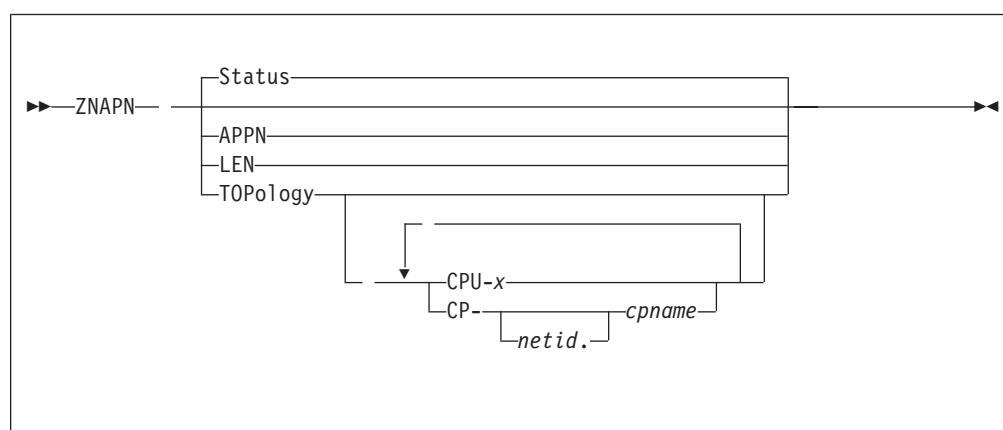 Status
ZNAPN
APPN
LEN
TOPology
CPU-x
CP- cpname
netid.